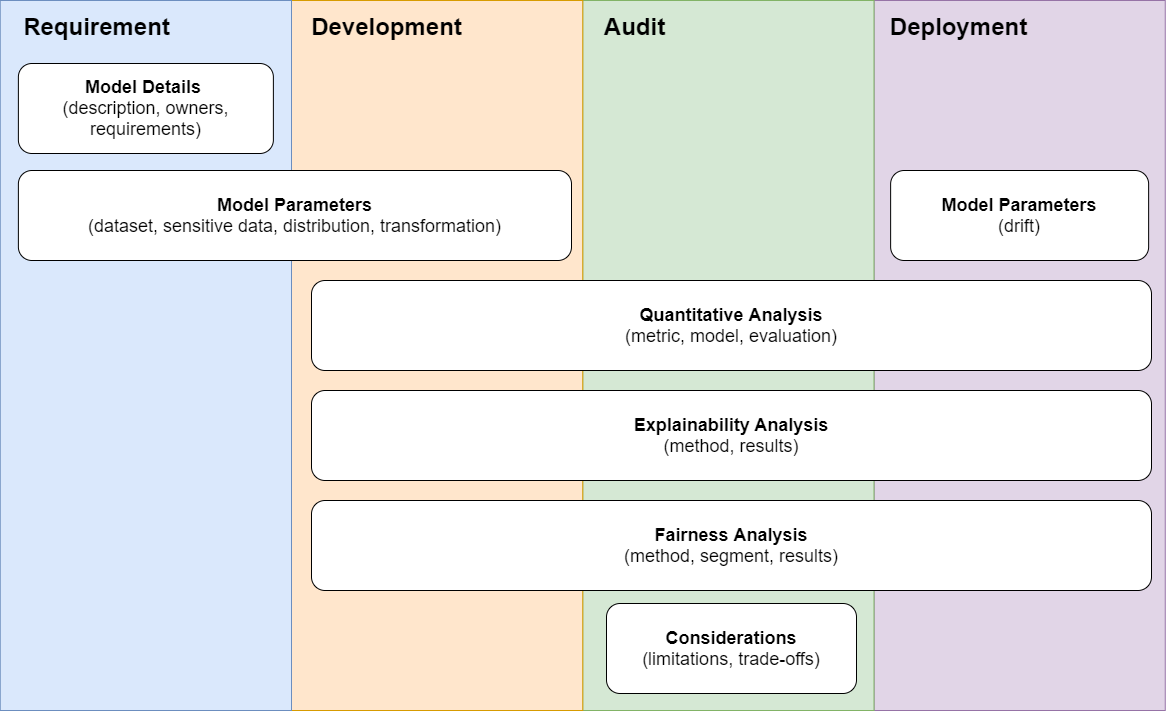 Requirement
Development
Audit
Deployment
Model Details
(description, owners,
requirements)
Model Parameters
(dataset, sensitive data, distribution, transformation)
Model Parameters
(drift)
Quantitative Analysis
(metric, model, evaluation)
Explainability Analysis
(method, results)
Fairness Analysis
(method, segment, results)
Considerations
(limitations, trade-offs)